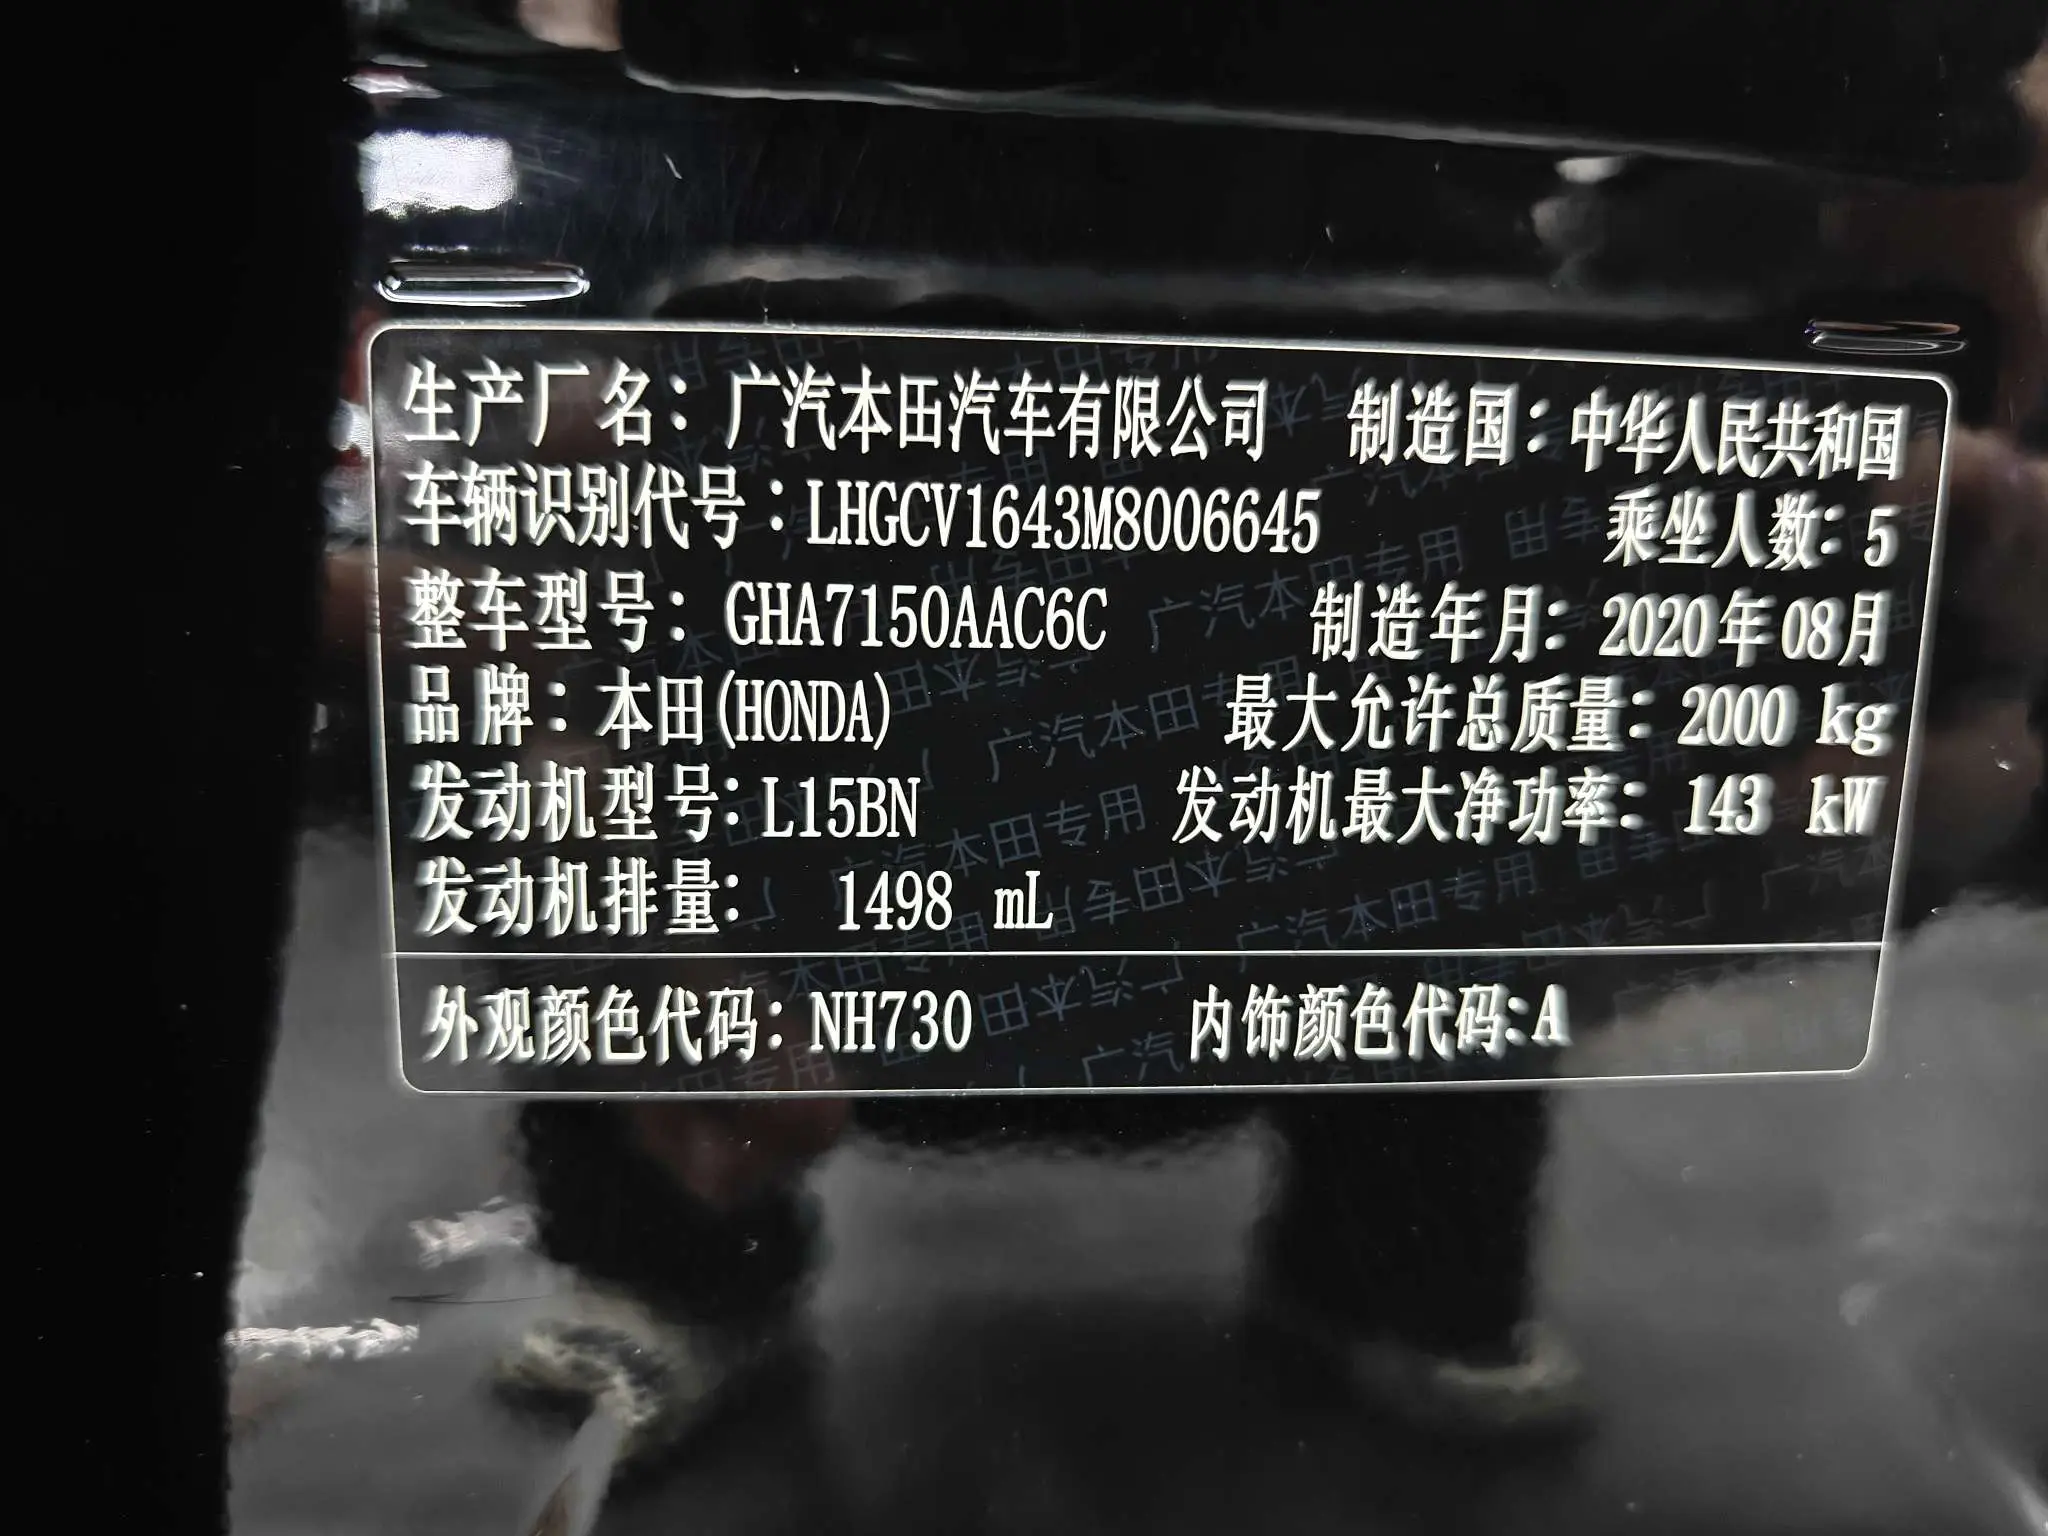 生产厂名：广汽本田汽车有限公司 制造国：中华人民共和国
车辆识别代号：LHGCV1643M8006645 乘坐人数：5
整车型号：GHA7150AAC6C 制造年月：2020年08月
品牌：本田(HONDA) 最大允许总质量：2000 kg
发动机型号：L15BN 发动机最大净功率：143 kW
发动机排量：1498 mL
外观颜色代码：NH730 内饰颜色代码：A